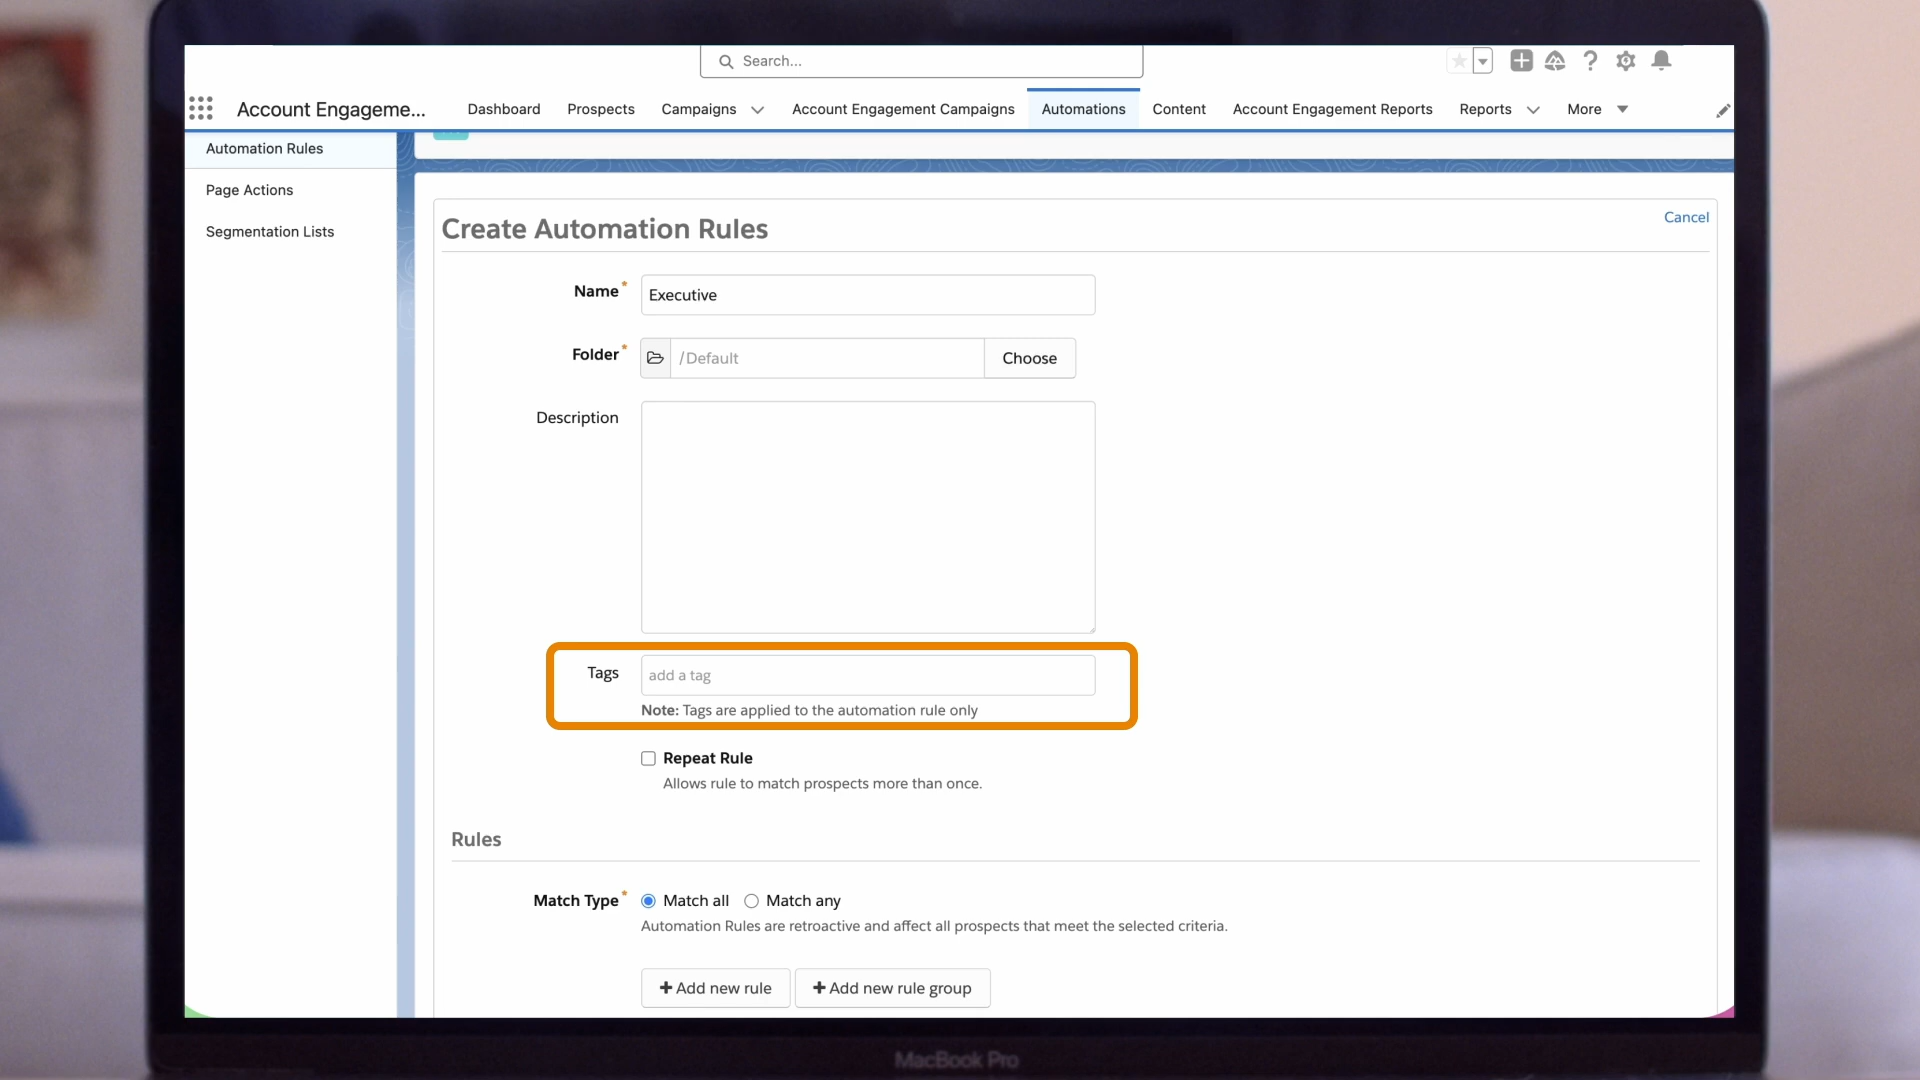 Search...
Account Engageme...
Dashboard
Prospects
Campaigns
Account Engagement Campaigns
Automations
Content
Account Engagement Reports
Reports
More
Automation Rules
Page Actions
Segmentation Lists
Create Automation Rules
Cancel
Name*
Executive
Folder*
/Default
Choose
Description
Tags
add a tag
Note: Tags are applied to the automation rule only
Repeat Rule
Allows rule to match prospects more than once.
Rules
Match Type*
Match all
Match any
Automation Rules are retroactive and affect all prospects that meet the selected criteria.
+ Add new rule
+ Add new rule group
MacBook Pro